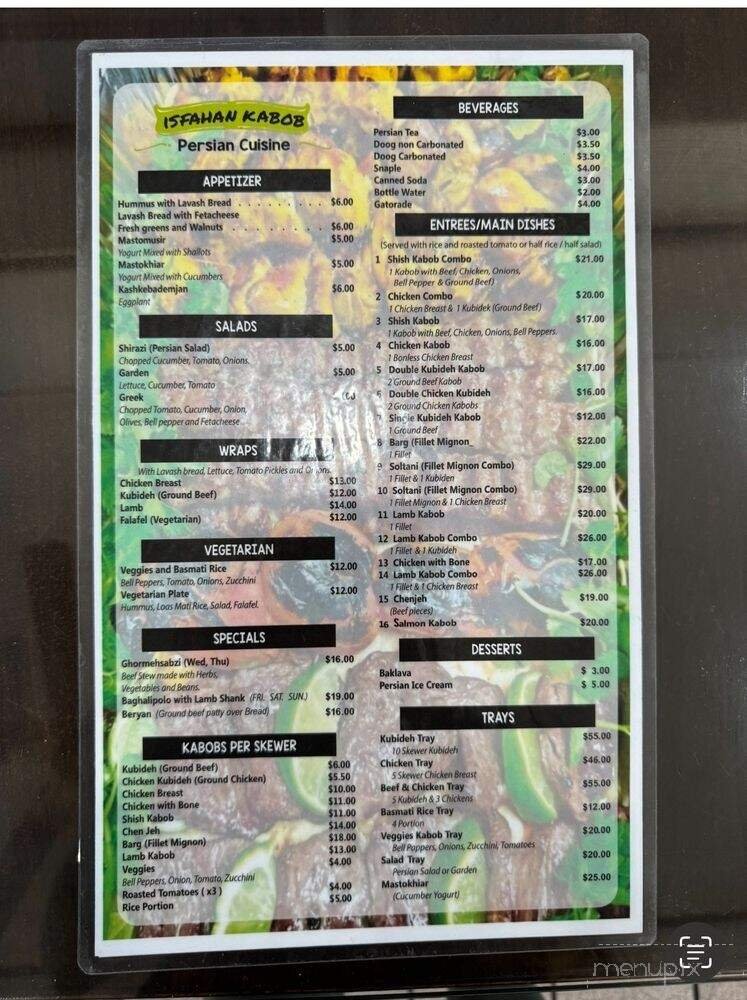 ISFAHAN KABOB
Persian Cuisine
APPETIZER
Hummus with Lavash Bread . . . . . . . . . $6.00
Lavash Bread with Fetacheese
Fresh greens and Walnuts . . . . . . . . . $6.00
Mastomusir $5.00
Yogurt Mixed with Shallots
Mastokhiar $5.00
Yogurt Mixed with Cucumbers
Kashkebademjan $6.00
Eggplant
SALADS
Shirazi (Persian Salad) $5.00
Chopped Cucumber, Tomato, Onions.
Garden $5.00
Lettuce, Cucumber, Tomato
Greek
Chopped Tomato, Cucumber, Onion,
Olives, Bell pepper and Fetacheese
WRAPS
With Lavash bread, Lettuce, Tomato Pickles and Onions.
Chicken Breast $13.00
Kubideh (Ground Beef) $12.00
Lamb $14.00
Falafel (Vegetarian) $12.00
VEGETARIAN
Veggies and Basmati Rice $12.00
Bell Peppers, Tomato, Onions, Zucchini
Vegetarian Plate $12.00
Hummus, Loas Mati Rice, Salad, Falafel.
SPECIALS
Ghormehsabzi (Wed, Thu) $16.00
Beef Stew made with Herbs,
Vegetables and Beans.
Baghalipolo with Lamb Shank (FRI. SAT. SUN.) $19.00
Beryan (Ground beef patty over Bread) $16.00
KABOBS PER SKEWER
Kubideh (Ground Beef) $6.00
Chicken Kubideh (Ground Chicken) $5.50
Chicken Breast $10.00
Chicken with Bone $11.00
Shish Kabob $11.00
Chen Jeh $14.00
Barg (Fillet Mignon) $18.00
Lamb Kabob $13.00
Veggies $4.00
Bell Peppers, Onion, Tomato, Zucchini
Roasted Tomatoes ( x3 ) $4.00
Rice Portion $5.00
BEVERAGES
Persian Tea $3.00
Doog non Carbonated $3.50
Doog Carbonated $3.50
Snaple $4.00
Canned Soda $3.00
Bottle Water $2.00
Gatorade $4.00
ENTREES/MAIN DISHES
(Served with rice and roasted tomato or half rice / half salad)
1 Shish Kabob Combo $21.00
1 Kabob with Beef, Chicken, Onions,
Bell Pepper & Ground Beef)
2 Chicken Combo $20.00
1 Chicken Breast & 1 Kubidek (Ground Beef)
3 Shish Kabob $17.00
1 Kabob with Beef, Chicken, Onions, Bell Peppers.
4 Chicken Kabob $16.00
1 Bonless Chicken Breast
5 Double Kubideh Kabob $17.00
2 Ground Beef Kabob
6 Double Chicken Kubideh $16.00
2 Ground Chicken Kabobs
7 Single Kubideh Kabob $12.00
1 Ground Beef
8 Barg (Fillet Mignon_ $22.00
1 Fillet
9 Soltani (Fillet Mignon Combo) $29.00
1 Fillet & 1 Kubiden
10 Soltani (Fillet Mignon Combo) $29.00
1 Fillet Mignon & 1 Chicken Breast
11 Lamb Kabob $20.00
1 Fillet
12 Lamb Kabob Combo $26.00
1 Fillet & 1 Kubideh
13 Chicken with Bone $17.00
14 Lamb Kabob Combo $26.00
1 Fillet & 1 Chicken Breast
15 Chenjeh $19.00
(Beef pieces)
16 Salmon Kabob $20.00
DESSERTS
Baklava $ 3.00
Persian Ice Cream $ 5.00
TRAYS
Kubideh Tray $55.00
10 Skewer Kubideh
Chicken Tray $46.00
5 Skewer Chicken Breast
Beef & Chicken Tray $55.00
5 Kubideh & 3 Chickens
Basmati Rice Tray $12.00
4 Portion
Veggies Kabob Tray $20.00
Bell Pappers, Onions, Zucchini, Tomatoes
Salad Tray $20.00
Persian Salad or Garden
Mastokhiar $25.00
(Cucumber Yogurt)
menupix